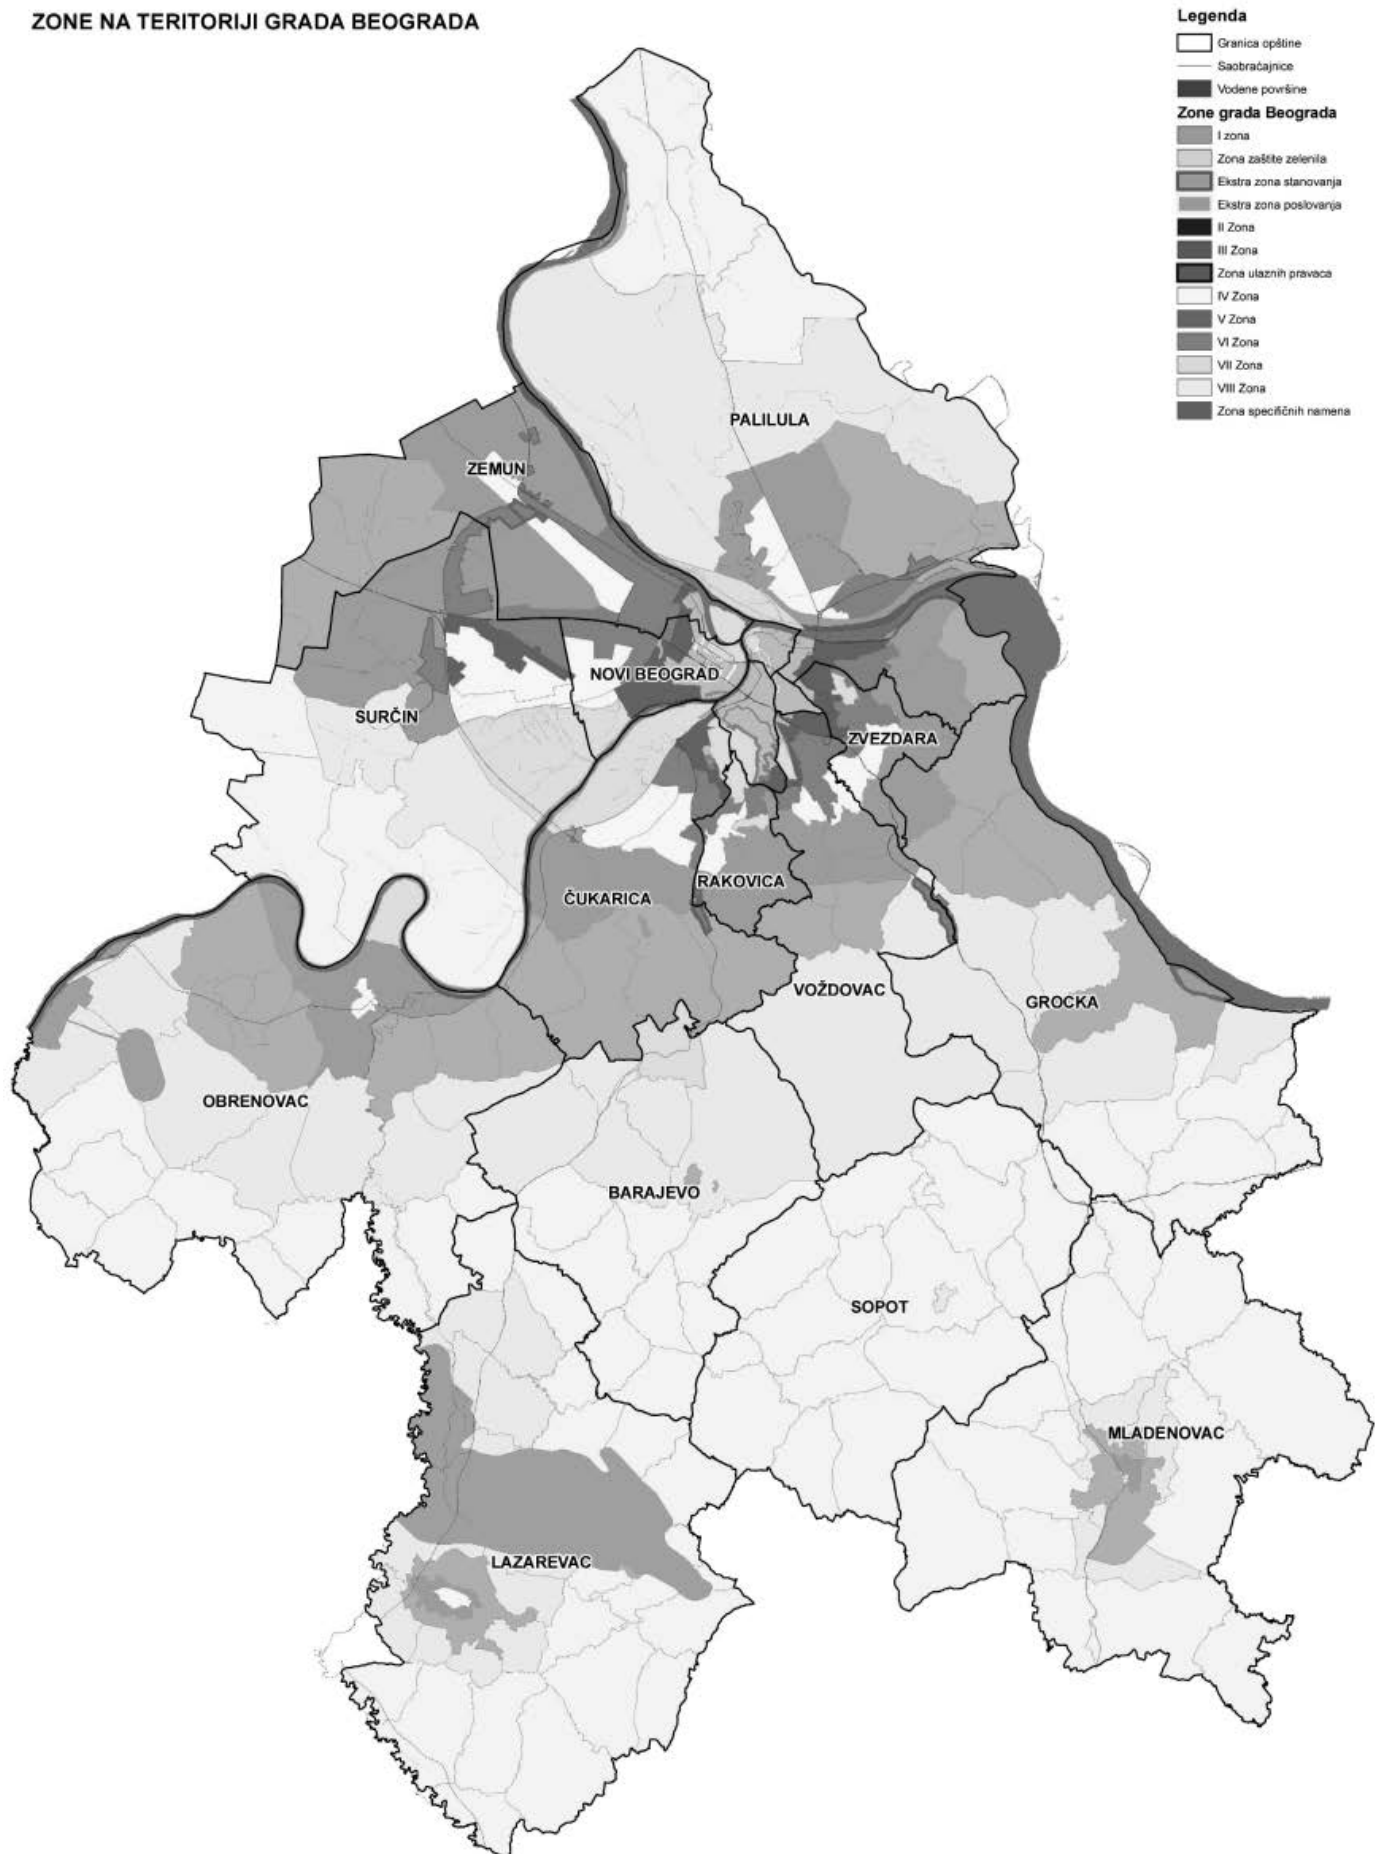 ZONE NA TERITORIJI GRADA BEOGRADA
Legenda
Granica opštine
Saobraćajnice
Vodene površine
Zone grada Beograda
I zona
Zona zaštite zelenila
Ekstra zona stanovanja
Ekstra zona poslovanja
II Zona
III Zona
Zona ulaznih pravaca
IV Zona
V Zona
VI Zona
VII Zona
VIII Zona
Zona specifičnih namena
PALILULA
ZEMUN
NOVI BEOGRAD
SURČIN
ZVEZDARA
RAKOVICA
ČUKARICA
VOŽDOVAC
GROCKA
OBRENOVAC
BARAJEVO
SOPOT
MLADENOVAC
LAZAREVAC